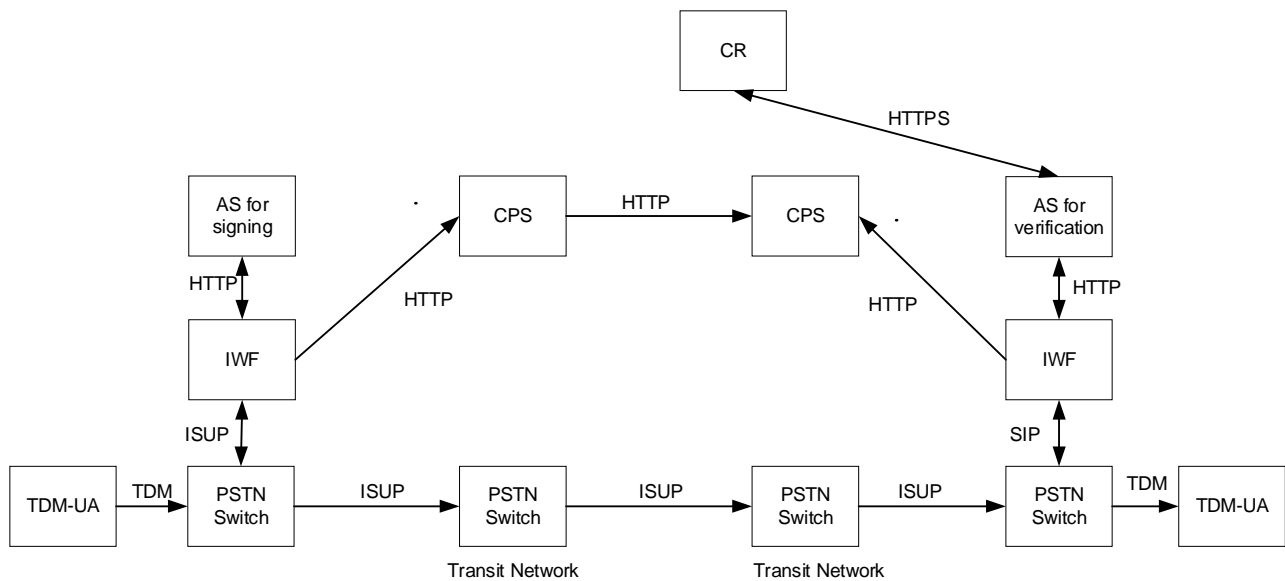 CR
HTTPS
AS for
signing
CPS
HTTP
CPS
AS for
verification
HTTP
HTTP
HTTP
HTTP
IWF
IWF
ISUP
SIP
TDM-UA
TDM
PSTN
Switch
ISUP
PSTN
Switch
ISUP
PSTN
Switch
ISUP
PSTN
Switch
TDM
TDM-UA
Transit Network
Transit Network